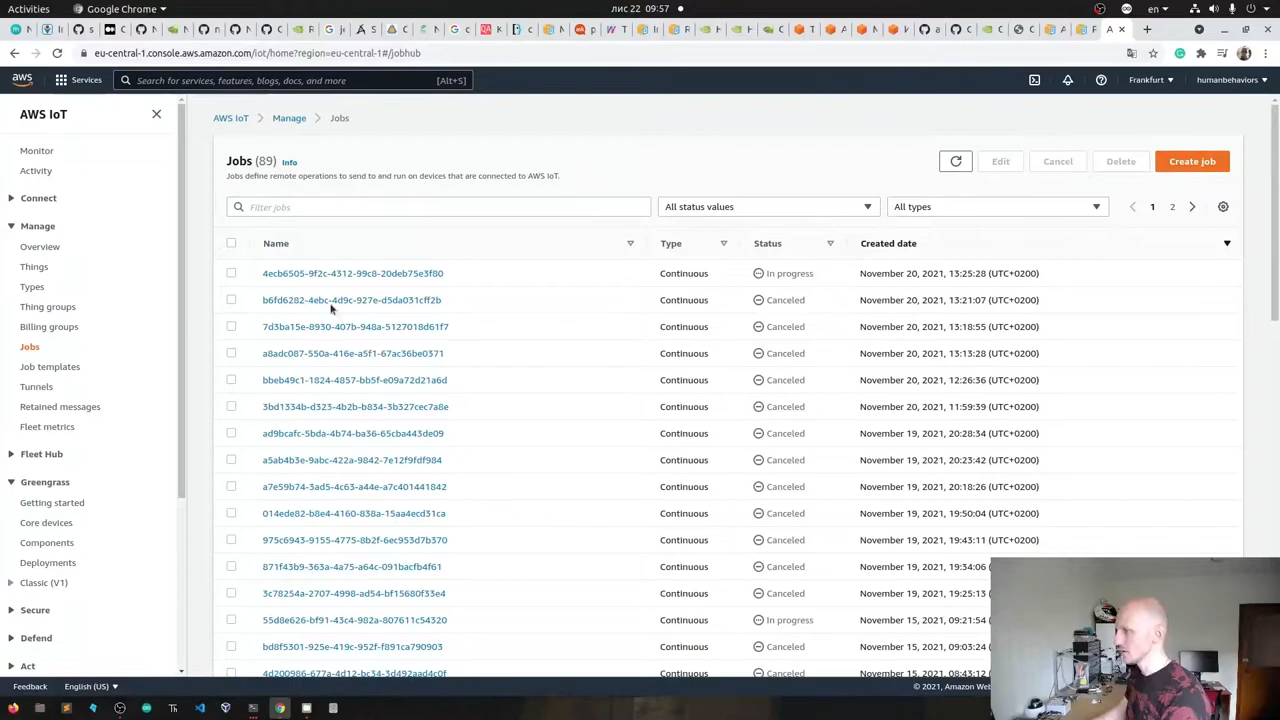 Activities
Google Chrome
лис 22 09:57
en
eu-central-1.console.aws.amazon.com/iot/home?region=eu-central-1#/jobhub
aws
Services
Search for services, features, blogs, docs, and more
[Alt+S]
Frankfurt
humanbehaviors
AWS IoT
Monitor
Activity
Connect
Manage
Overview
Things
Types
Thing groups
Billing groups
Jobs
Job templates
Tunnels
Retained messages
Fleet metrics
Fleet Hub
Greengrass
Getting started
Core devices
Components
Deployments
Classic (V1)
Secure
Defend
Act
AWS IoT > Manage > Jobs
Jobs (89) Info
Jobs define remote operations to send to and run on devices that are connected to AWS IoT.
Edit
Cancel
Delete
Create job
Filter jobs
All status values
All types
1 2
Name Type Status Created date
4ecb6505-9f2c-4312-99c8-20deb75e3f80 Continuous In progress November 20, 2021, 13:25:28 (UTC+0200)
b6fd6282-4ebc-4d9c-927e-d5da031cff2b Continuous Canceled November 20, 2021, 13:21:07 (UTC+0200)
7d3ba15e-8930-407b-948a-5127018d61f7 Continuous Canceled November 20, 2021, 13:18:55 (UTC+0200)
a8adc087-550a-416e-a5f1-67ac36be0371 Continuous Canceled November 20, 2021, 13:13:28 (UTC+0200)
bbeb49c1-1824-4857-bb5f-e09a72d21a6d Continuous Canceled November 20, 2021, 12:26:36 (UTC+0200)
3bd1334b-d323-4b2b-b834-3b327cec7a8e Continuous Canceled November 20, 2021, 11:59:39 (UTC+0200)
ad9bcafc-5bda-4b74-ba36-65cba443de09 Continuous Canceled November 19, 2021, 20:28:34 (UTC+0200)
a5ab4b3e-9abc-422a-9842-7e12f9fdf984 Continuous Canceled November 19, 2021, 20:23:42 (UTC+0200)
a7e59b74-3ad5-4c63-a44e-a7c401441842 Continuous Canceled November 19, 2021, 20:18:26 (UTC+0200)
014ede82-b8e4-4160-838a-15aa4ecd31ca Continuous Canceled November 19, 2021, 19:50:04 (UTC+0200)
975c6943-9155-4775-8b2f-6ec953d7b370 Continuous Canceled November 19, 2021, 19:43:11 (UTC+0200)
871f43b9-363a-4a75-a64c-091bacfb4f61 Continuous Canceled November 19, 2021, 19:34:06 (UTC+0200)
3c78254a-2707-4998-ad54-bf15680f33e4 Continuous Canceled November 19, 2021, 19:25:13 (UTC+0200)
55d8e626-bf91-43c4-982a-807611c54320 Continuous In progress November 15, 2021, 09:21:54 (UTC+0200)
bd8f5301-925e-419c-952f-f891ca790903 Continuous Canceled November 15, 2021, 09:03:24 (UTC+0200)
4d200986-677a-4d12-bc34-3d492aad4c0f Continuous Canceled November 15, 2021, 08:43:12
Feedback
English (US)
© 2021, Amazon Web